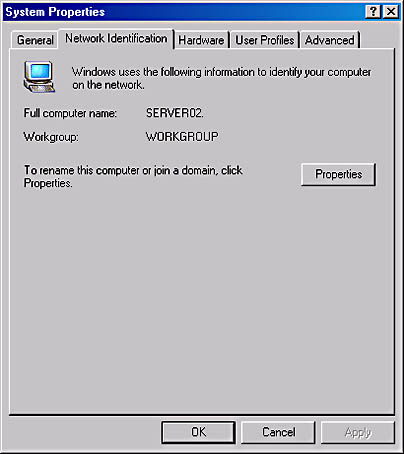 System Properties
General Network Identification Hardware User Profiles Advanced
Windows uses the following information to identify your computer
on the network.
Full computer name: SERVER02.
Workgroup: WORKGROUP
To rename this computer or join a domain, click
Properties.
Properties
OK Cancel Apply